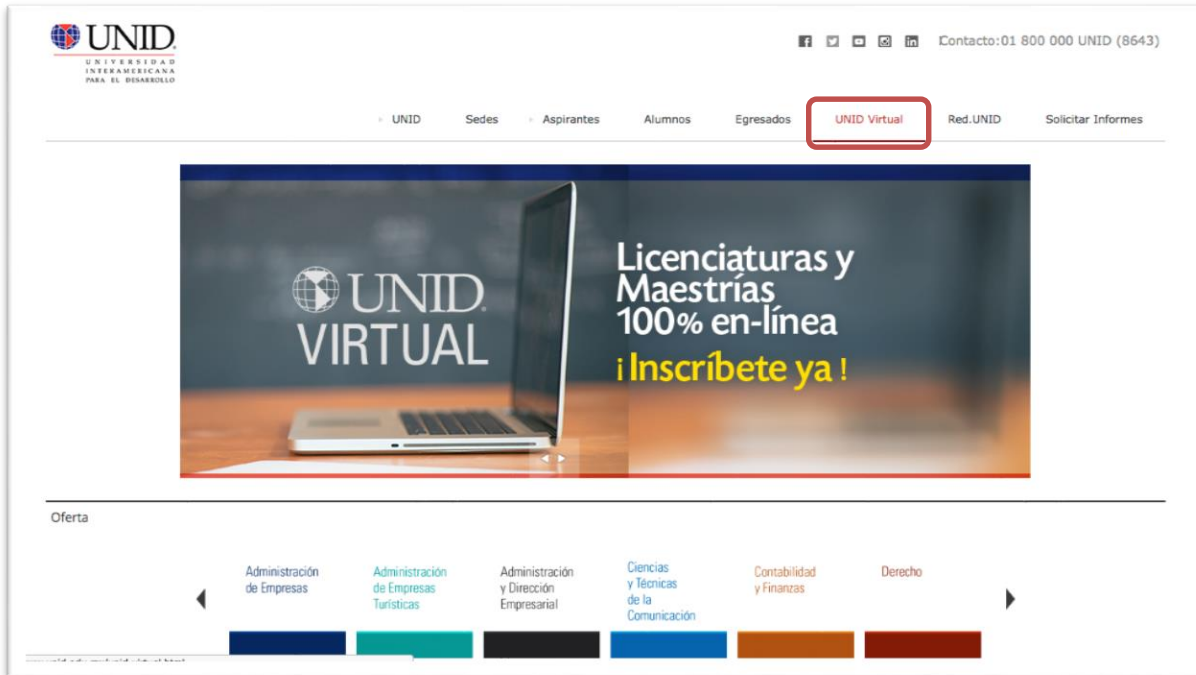 UNID
UNIVERSIDAD
INTERAMERICANA
PARA EL DESARROLLO
Contacto:01 800 000 UNID (8643)
UNID Sedes Aspirantes Alumnos Egresados UNID Virtual Red.UNID Solicitar Informes
UNID
VIRTUAL
Licenciaturas y
Maestrías
100% en-línea
¡Inscríbete ya!
Oferta
Administración
de Empresas
Administración
de Empresas
Turísticas
Administración
y Dirección
Empresarial
Ciencias
y Técnicas
de la
Comunicación
Contabilidad
y Finanzas
Derecho